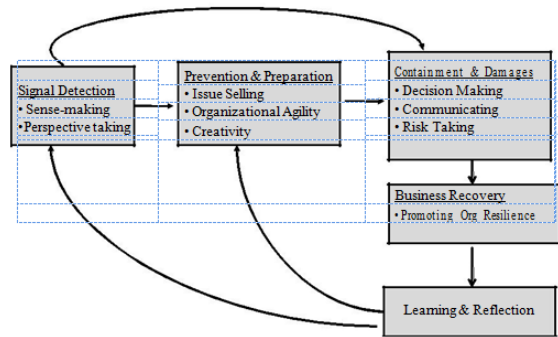 Signal Detection
• Sense-making
•Perspective taking
Prevention & Preparation
• Issue Selling
• Organizational Agility
• Creativity
Containment & Damages
• Decision Making
• Communicating
• Risk Taking
Business Recovery
•Promoting Org Resilience
Learning & Reflection